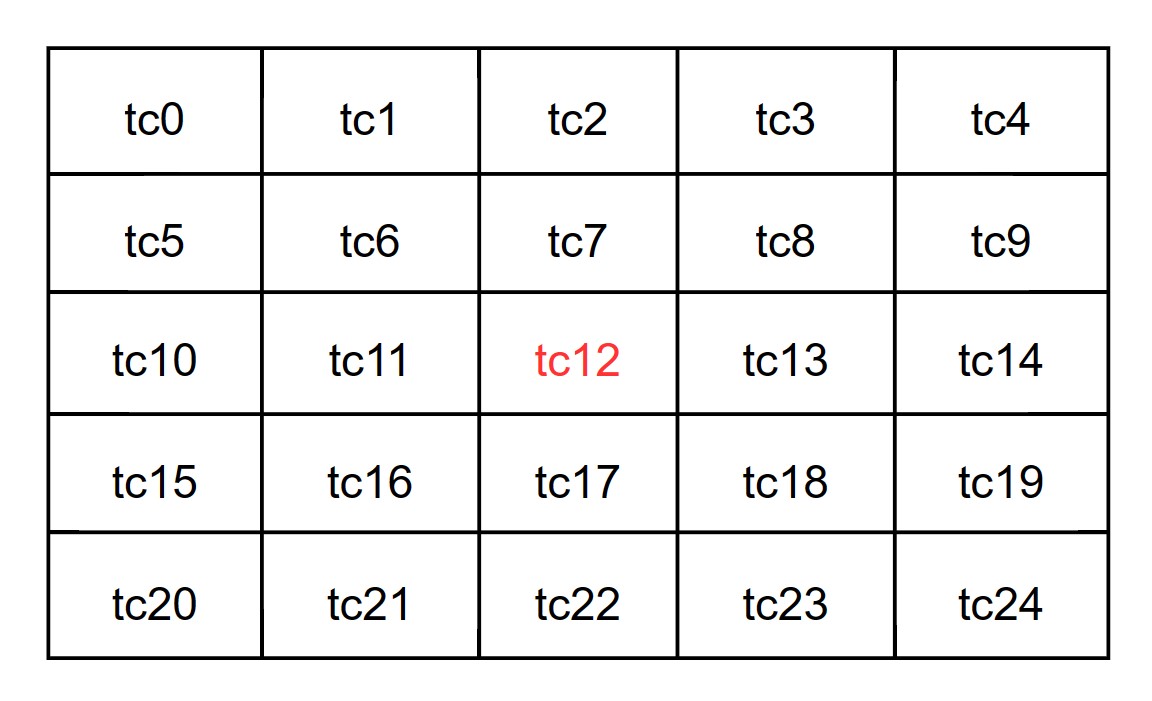 tc0 tc1 tc2 tc3 tc4
tc5 tc6 tc7 tc8 tc9
tc10 tc11 tc12 tc13 tc14
tc15 tc16 tc17 tc18 tc19
tc20 tc21 tc22 tc23 tc24